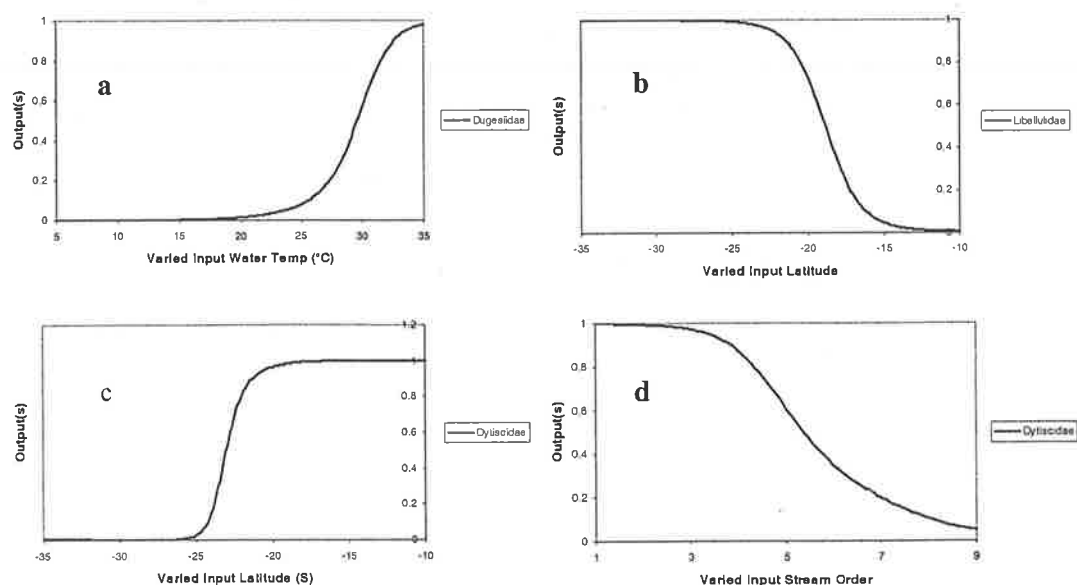 a
Output(s)
1
0.8
0.6
0.4
0.2
0
5 10 15 20 25 30 35
Varied Input Water Temp (°C)
Dugesiidae
b
Output(s)
1
0.8
0.6
0.4
0.2
0
-35 -30 -25 -20 -15 -10
Varied Input Latitude
Libellulidae
c
Output(s)
1.2
1
0.8
0.6
0.4
0.2
0
-35 -30 -25 -20 -15 -10
Varied Input Latitude (S)
Dytiscidae
d
Output(s)
1
0.8
0.6
0.4
0.2
0
1 3 5 7 9
Varied Input Stream Order
Dytiscidae